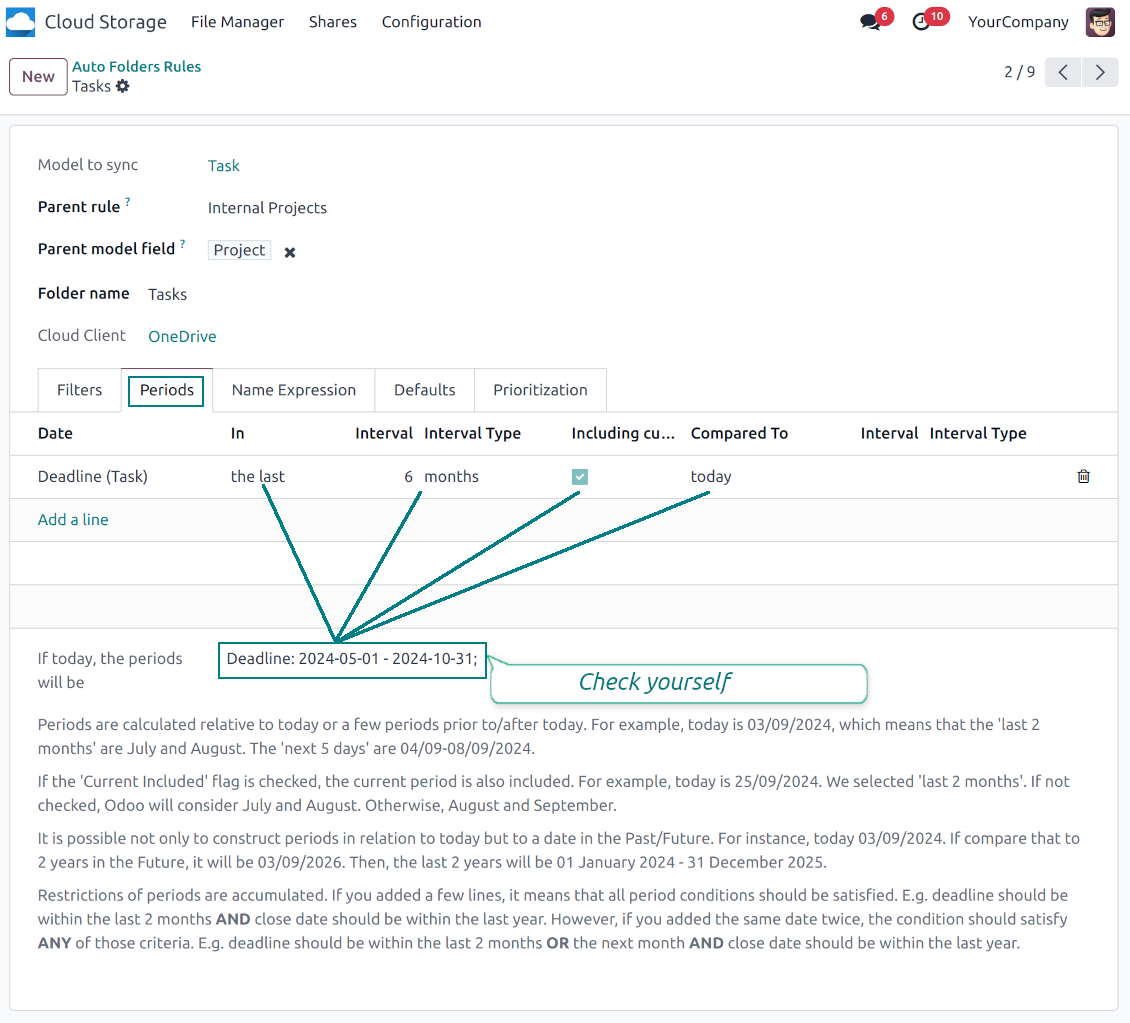 Cloud Storage File Manager Shares Configuration 6 10 YourCompany
New Auto Folders Rules
Tasks
2 / 9
Model to sync Task
Parent rule ? Internal Projects
Parent model field ? Project
Folder name Tasks
Cloud Client OneDrive
Filters Periods Name Expression Defaults Prioritization
Date In Interval Interval Type Including cu... Compared To Interval Interval Type
Deadline (Task) the last 6 months today
Add a line
If today, the periods
will be
Deadline: 2024-05-01 - 2024-10-31;
Check yourself
Periods are calculated relative to today or a few periods prior to/after today. For example, today is 03/09/2024, which means that the 'last 2
months' are July and August. The 'next 5 days' are 04/09-08/09/2024.
If the 'Current Included' flag is checked, the current period is also included. For example, today is 25/09/2024. We selected 'last 2 months'. If not
checked, Odoo will consider July and August. Otherwise, August and September.
It is possible not only to construct periods in relation to today but to a date in the Past/Future. For instance, today 03/09/2024. If compare that to
2 years in the Future, it will be 03/09/2026. Then, the last 2 years will be 01 January 2024 - 31 December 2025.
Restrictions of periods are accumulated. If you added a few lines, it means that all period conditions should be satisfied. E.g. deadline should be
within the last 2 months AND close date should be within the last year. However, if you added the same date twice, the condition should satisfy
ANY of those criteria. E.g. deadline should be within the last 2 months OR the next month AND close date should be within the last year.